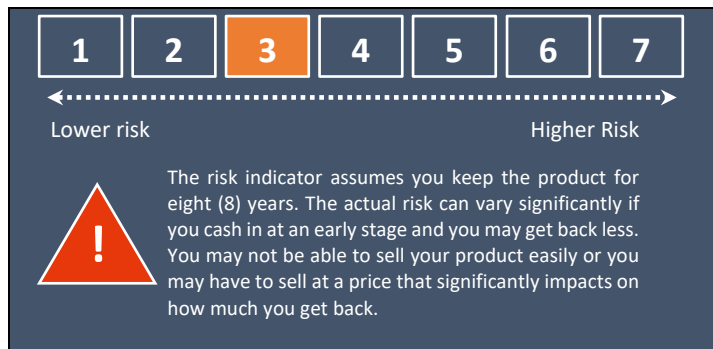 1 2 3 4 5 6 7
Lower risk Higher Risk
The risk indicator assumes you keep the product for
eight (8) years. The actual risk can vary significantly if
you cash in at an early stage and you may get back less.
You may not be able to sell your product easily or you
may have to sell at a price that significantly impacts on
how much you get back.
!